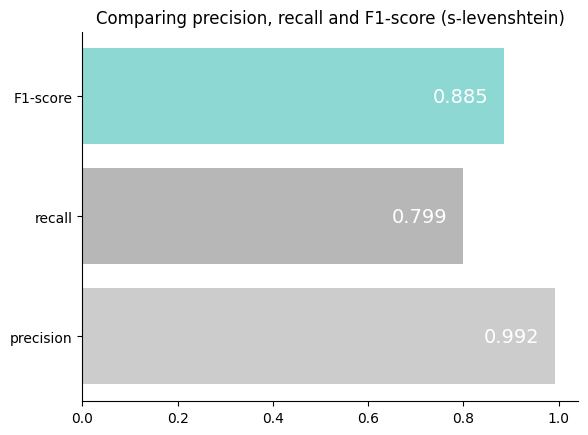 Comparing precision, recall and F1-score (s-levenshtein)
F1-score
0.885
recall
0.799
precision
0.992
0.0 0.2 0.4 0.6 0.8 1.0